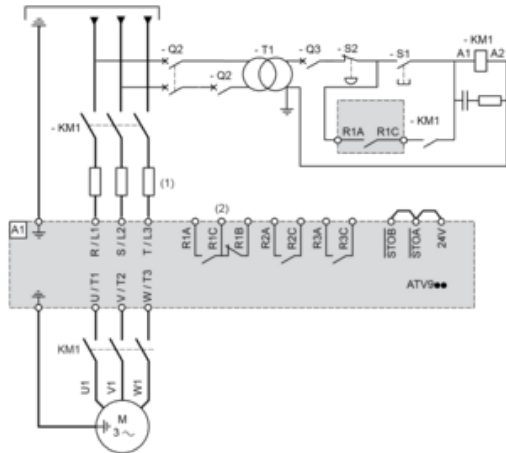 - Q2
- T1
- Q3
- S2
- S1
- KM1
A1
A2
- Q2
- KM1
R1A
R1C
- KM1
(1)
(2)
A1
R / L1
S / L2
T / L3
R1A
R1C
R1B
R2A
R2C
R3A
R3C
STOB
STOA
24V
U / T1
V / T2
W / T3
ATV9●●
KM1
U1
V1
W1
M
3 ~